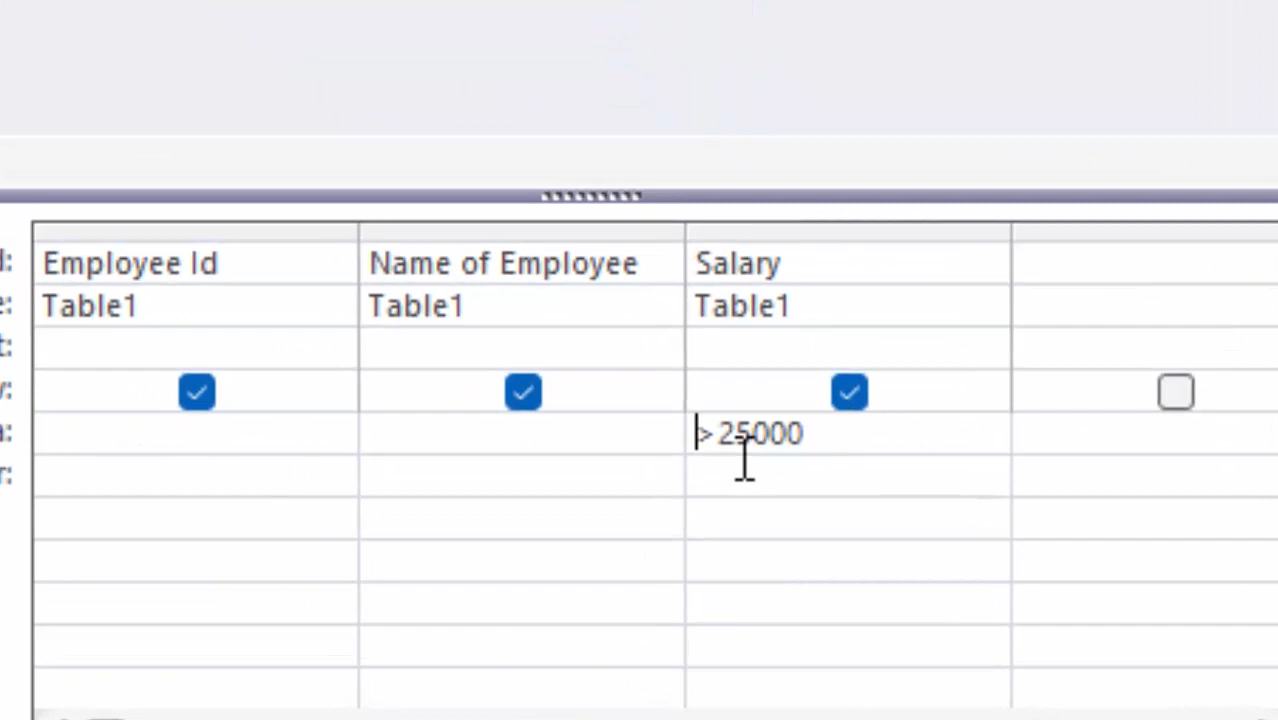 d: Employee Id Name of Employee Salary
e: Table1 Table1 Table1
t:
y:
a: >25000
r: